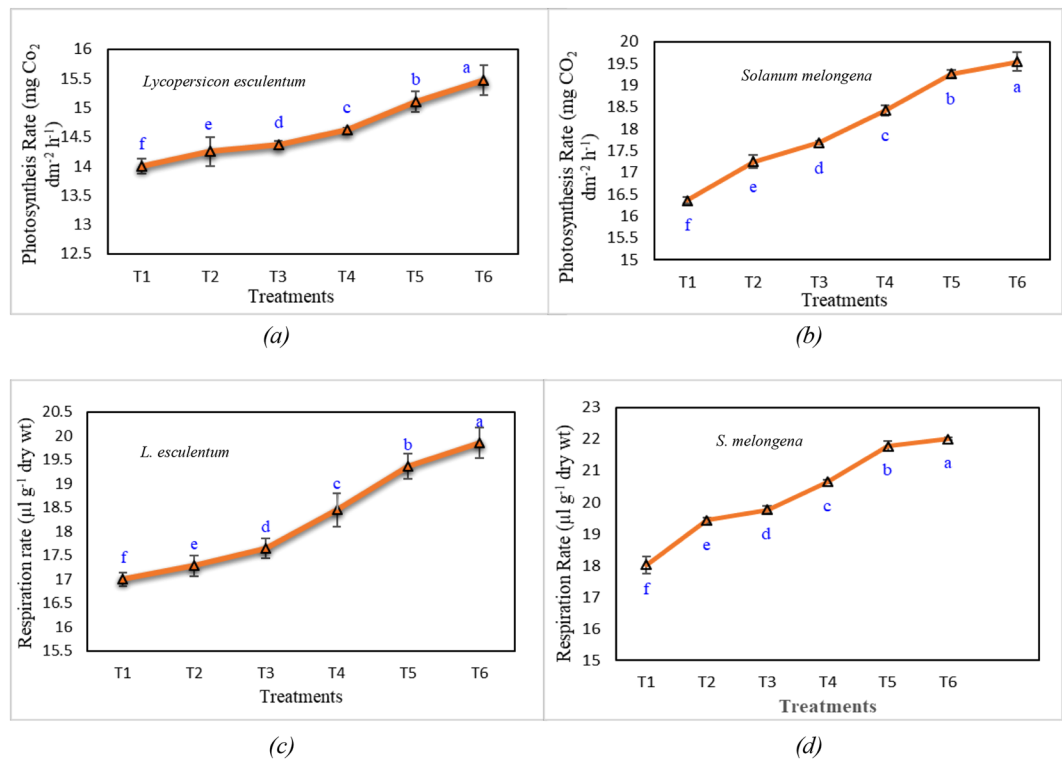 Photosyntheis Rate (mg Co₂
dm⁻² h⁻¹)
16
15.5
15
14.5
14
13.5
13
12.5
Lycopersicon esculentum
f
e
d
c
b
a
T1 T2 T3 T4 T5 T6
Treatments
(a)
Photosynthesis Rate (mg CO₂
dm⁻² h⁻¹)
20
19.5
19
18.5
18
17.5
17
16.5
16
15.5
15
Solanum melongena
f
e
d
c
b
a
T1 T2 T3 T4 T5 T6
Treatments
(b)
Respiration rate (µl g⁻¹ dry wt)
20.5
20
19.5
19
18.5
18
17.5
17
16.5
16
15.5
L. esculentum
f
e
d
c
b
a
T1 T2 T3 T4 T5 T6
Treatments
(c)
Respiration Rate (µl g⁻¹ dry wt)
23
22
21
20
19
18
17
16
15
S. melongena
f
e
d
c
b
a
T1 T2 T3 T4 T5 T6
Treatments
(d)